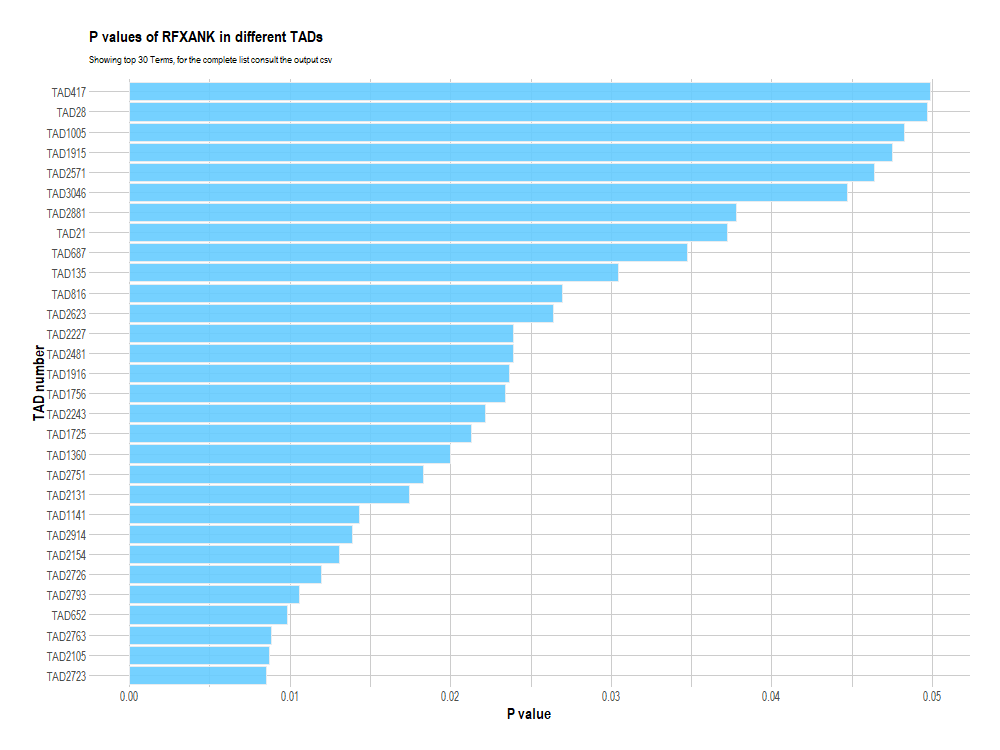 P values of RFXANK in different TADs
Showing top 30 Terms, for the complete list consult the output csv
TAD number
TAD417
TAD28
TAD1005
TAD1915
TAD2571
TAD3046
TAD2881
TAD21
TAD687
TAD135
TAD816
TAD2623
TAD2227
TAD2481
TAD1916
TAD1756
TAD2243
TAD1725
TAD1360
TAD2751
TAD2131
TAD1141
TAD2914
TAD2154
TAD2726
TAD2793
TAD652
TAD2763
TAD2105
TAD2723
0.00 0.01 0.02 0.03 0.04 0.05
P value